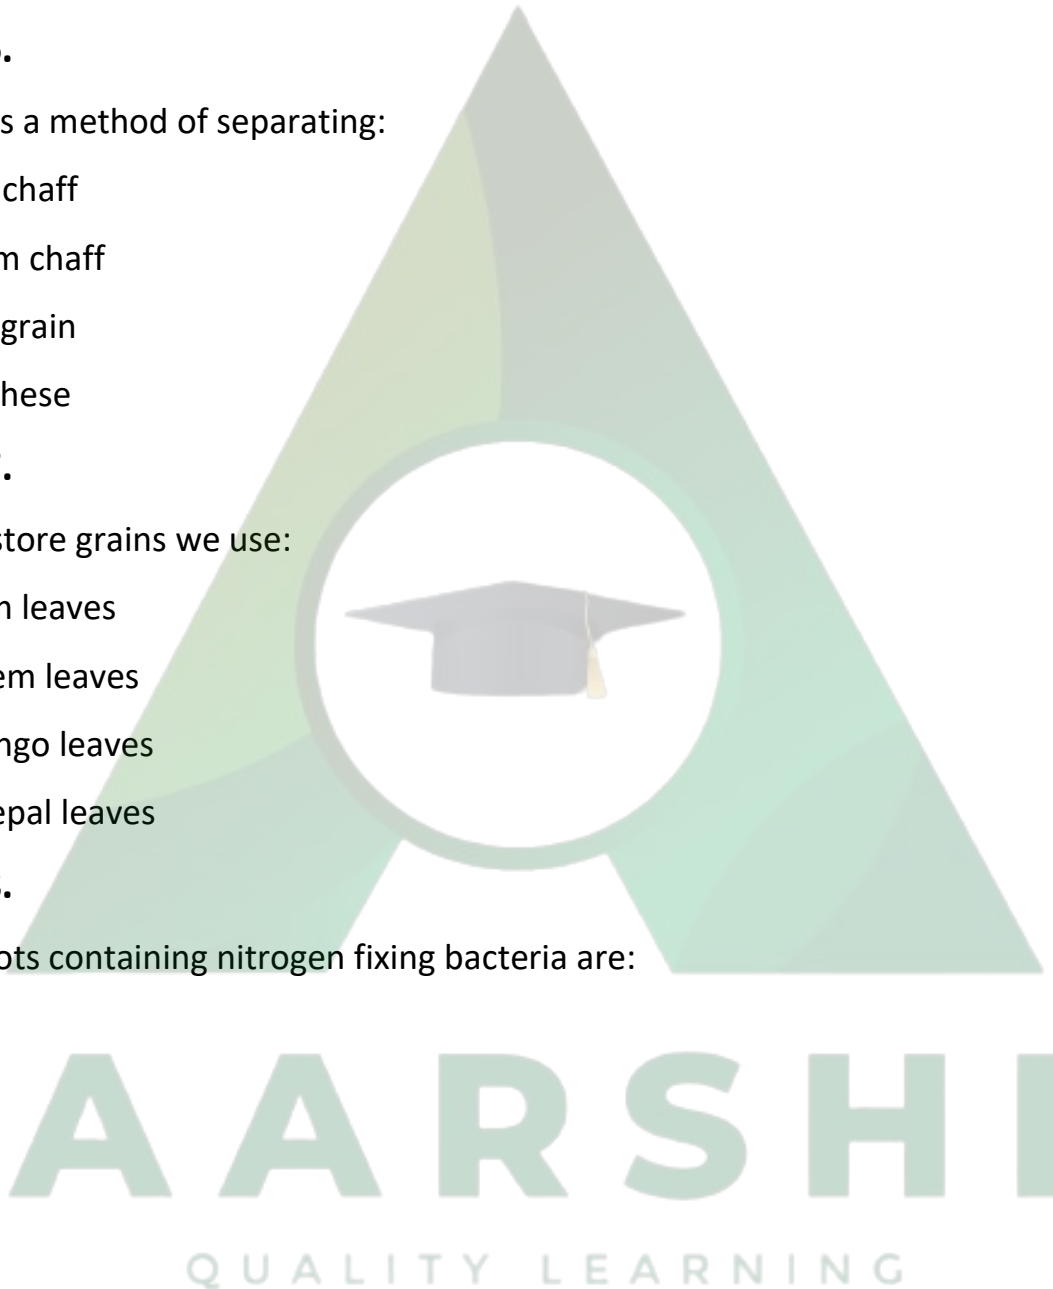 .
s a method of separating:
chaff
m chaff
grain
hese
.
store grains we use:
leaves
em leaves
ngo leaves
epal leaves
.
ots containing nitrogen fixing bacteria are:
AARSHI
QUALITY LEARNING